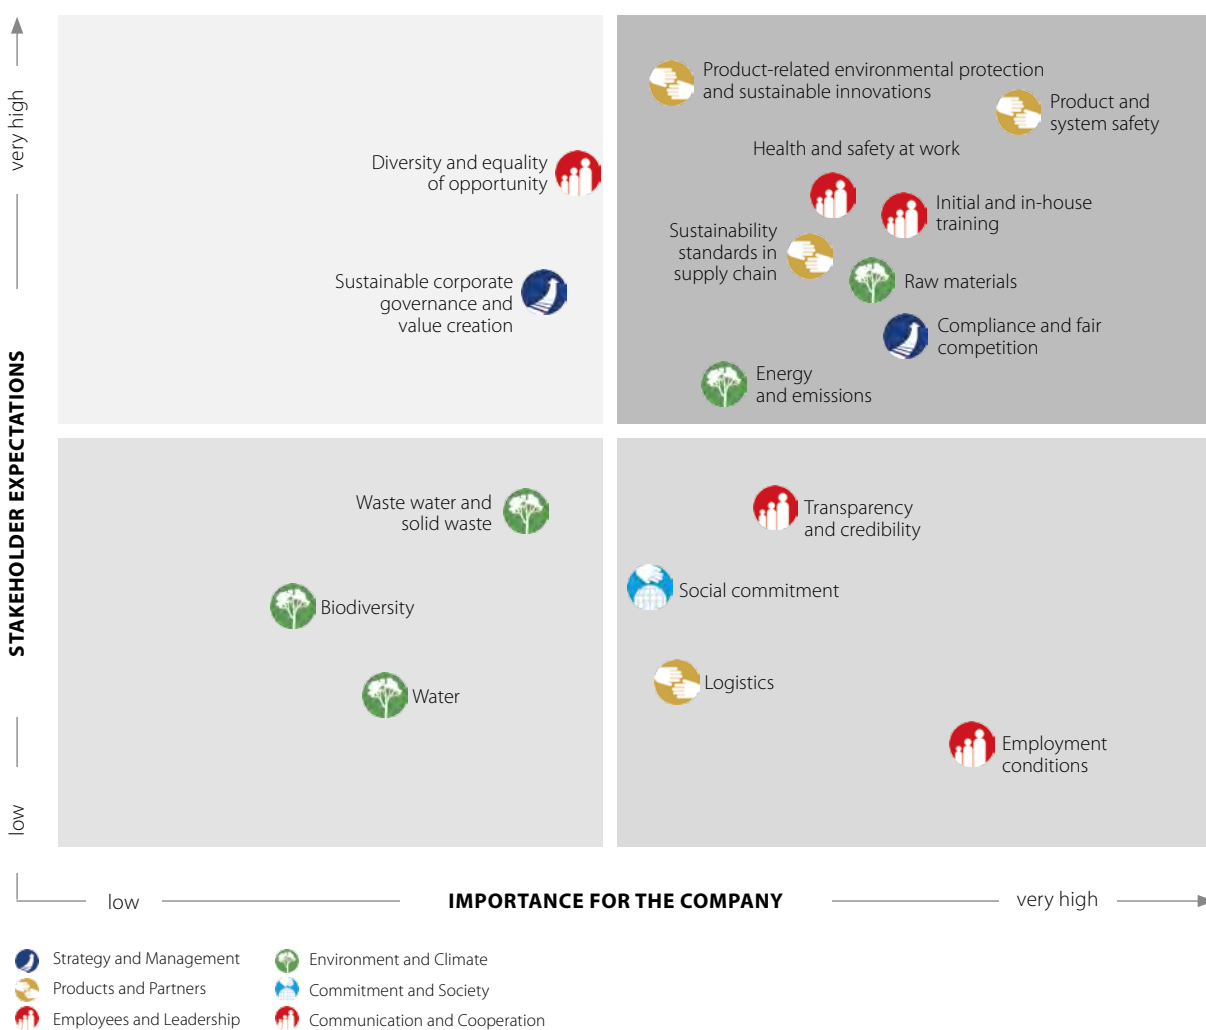 very high
STAKEHOLDER EXPECTATIONS
low
Product-related environmental protection
and sustainable innovations
Product and
system safety
Health and safety at work
Diversity and equality
of opportunity
Initial and in-house
training
Sustainability
standards in
supply chain
Sustainable corporate
governance and
value creation
Raw materials
Compliance and fair
competition
Energy
and emissions
Waste water and
solid waste
Transparency
and credibility
Biodiversity
Social commitment
Water
Logistics
Employment
conditions
low
IMPORTANCE FOR THE COMPANY
very high
Strategy and Management
Products and Partners
Employees and Leadership
Environment and Climate
Commitment and Society
Communication and Cooperation